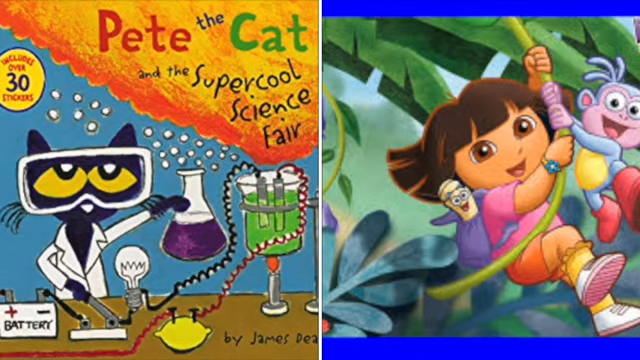 Pete the Cat
and the Supercool
Science
Fair
INCLUDES
OVER
30
STICKERS
+ -
BATTERY
by James Dea